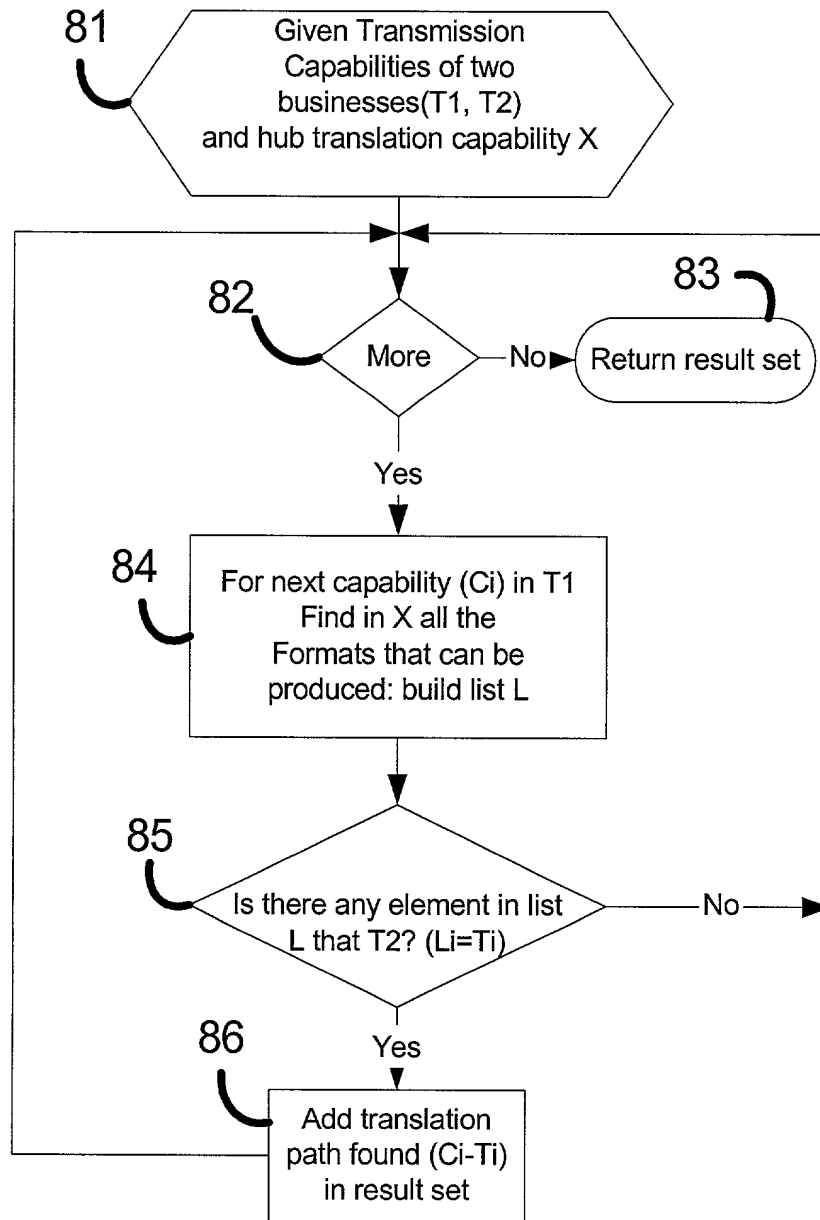 81
Given Transmission
Capabilities of two
businesses(T1, T2)
and hub translation capability X
82
More
No
83
Return result set
Yes
84
For next capability (Ci) in T1
Find in X all the
Formats that can be
produced: build list L
85
Is there any element in list
L that T2? (Li=Ti)
No
Yes
86
Add translation
path found (Ci-Ti)
in result set